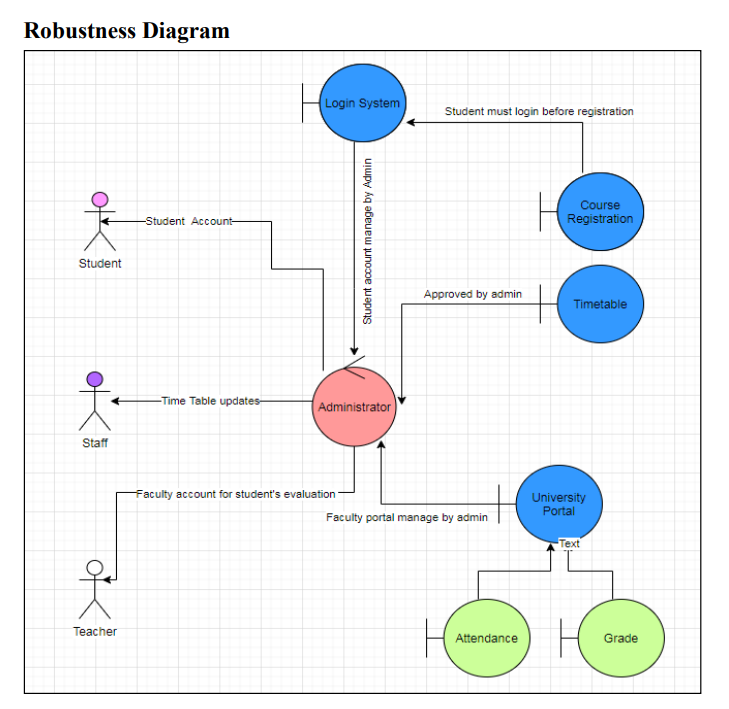 Robustness Diagram
Login System
Student must login before registration
Student account manage by Admin
Course
Registration
Student Account
Student
Approved by admin
Timetable
Administrator
Time Table updates
Staff
Faculty account for student's evaluation
University
Portal
Faculty portal manage by admin
Text
Teacher
Attendance
Grade